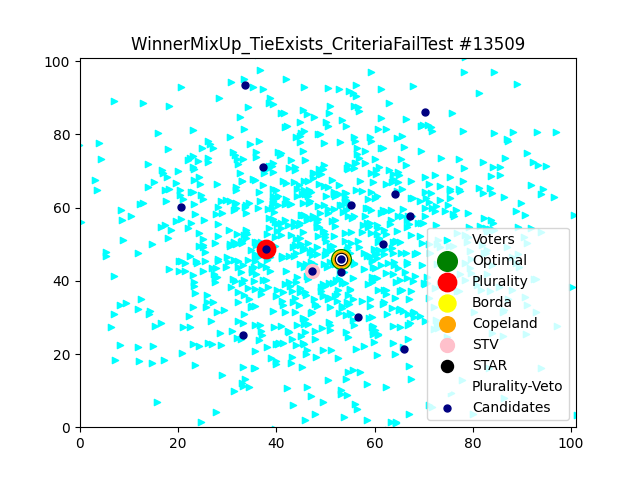 WinnerMixUp_TieExists_CriteriaFailTest #13509
100
80
60
40
20
0
0
20
40
60
80
100
Voters
Optimal
Plurality
Borda
Copeland
STV
STAR
Plurality-Veto
Candidates